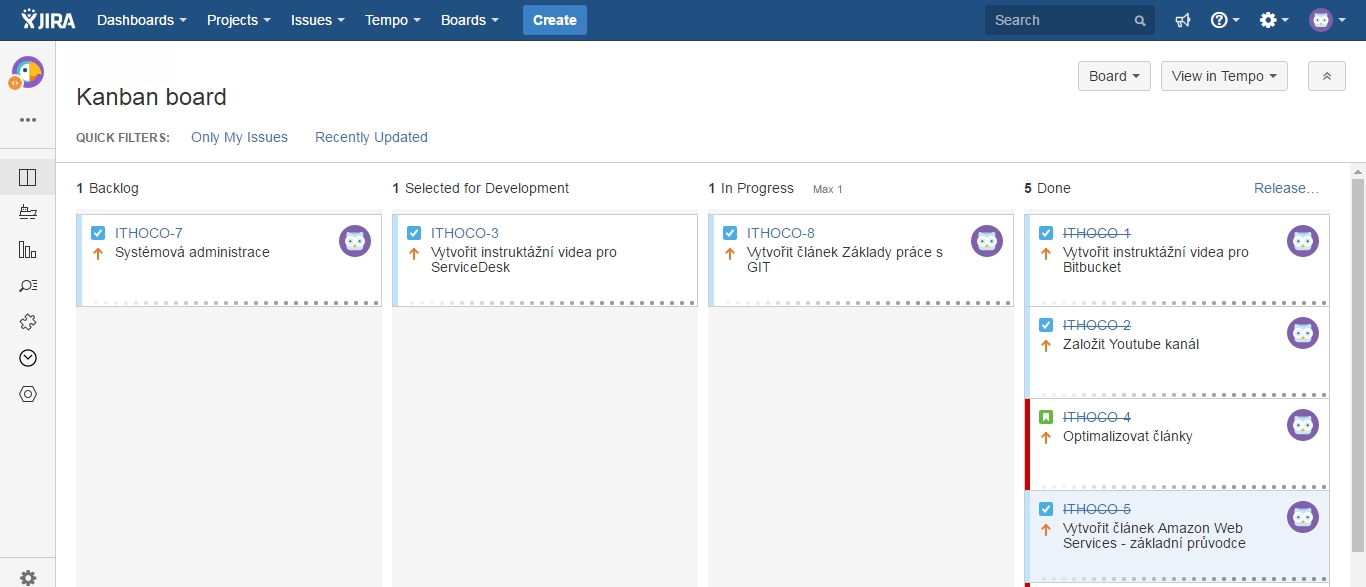 JIRA Dashboards Projects Issues Tempo Boards Create Search
Kanban board
Board View in Tempo
QUICK FILTERS: Only My Issues Recently Updated
1 Backlog
ITHOCO-7
Systémová administrace
1 Selected for Development
ITHOCO-3
Vytvořit instruktážní videa pro
ServiceDesk
1 In Progress Max 1
ITHOCO-8
Vytvořit článek Základy práce s
GIT
5 Done Release…
ITHOCO-1
Vytvořit instruktážní videa pro
Bitbucket
ITHOCO-2
Založit Youtube kanál
ITHOCO-4
Optimalizovat články
ITHOCO-5
Vytvořit článek Amazon Web
Services - základní průvodce